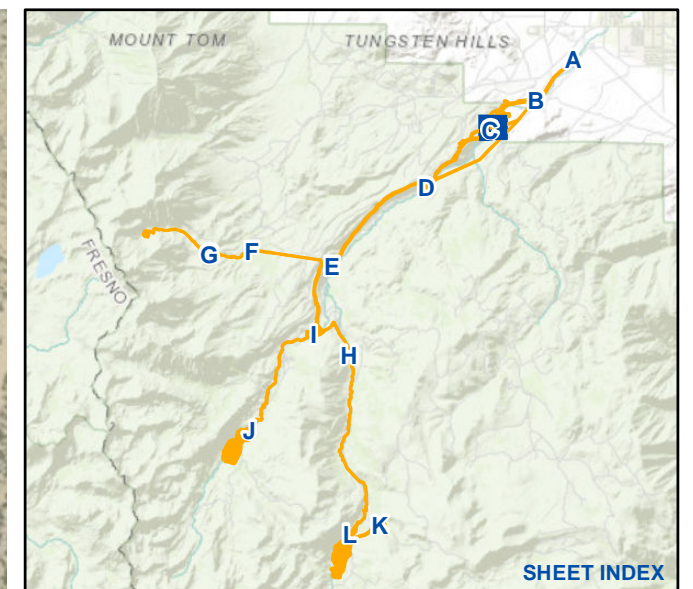 MOUNT TOM
TUNGSTEN HILLS
A
B
C
D
E
F
G
FRESNO
I
H
J
K
L
SHEET INDEX